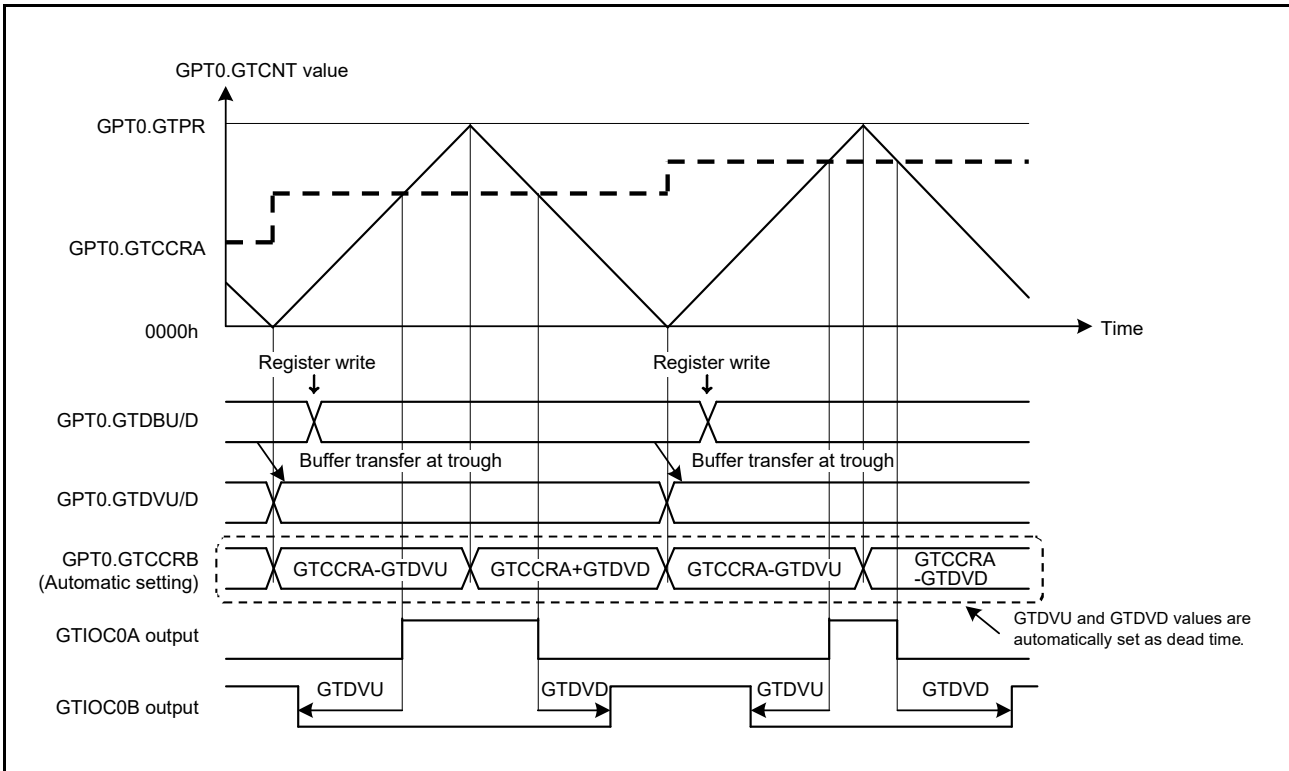 GPT0.GTCNT value
GPT0.GTPR
GPT0.GTCCRA
0000h
Time
Register write
Register write
GPT0.GTDBU/D
Buffer transfer at trough
Buffer transfer at trough
GPT0.GTDVU/D
GPT0.GTCCRB
(Automatic setting)
GTCCRA-GTDVU
GTCCRA+GTDVD
GTCCRA-GTDVU
GTCCRA
-GTDVD
GTDVU and GTDVD values are
automatically set as dead time.
GTIOC0A output
GTIOC0B output
GTDVU
GTDVD
GTDVU
GTDVD